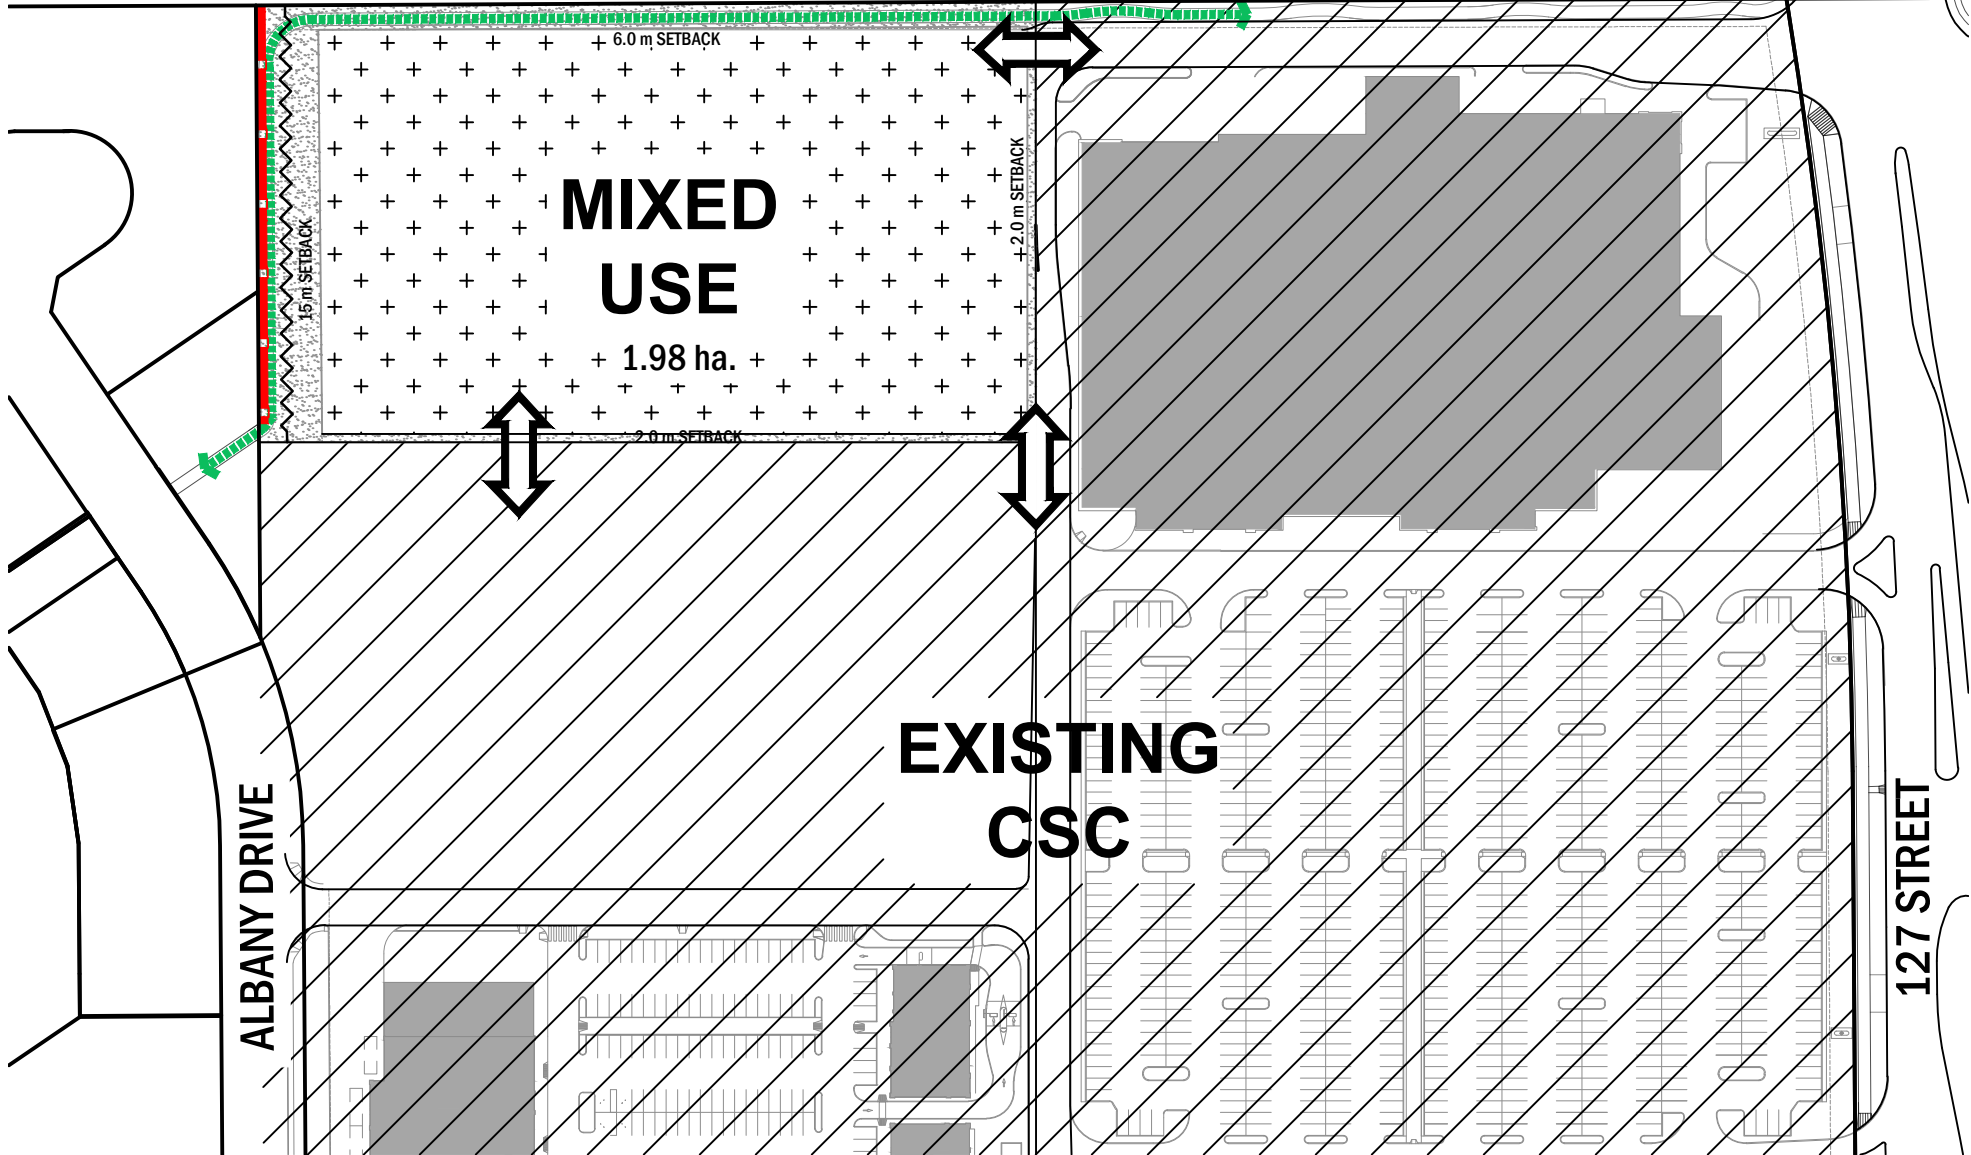 6.0 m SETBACK
2.0 m SETBACK
MIXED
USE
15 m SETBACK
1.98 ha.
2.0 m SETBACK
EXISTING
CSC
ALBANY DRIVE
127 STREET